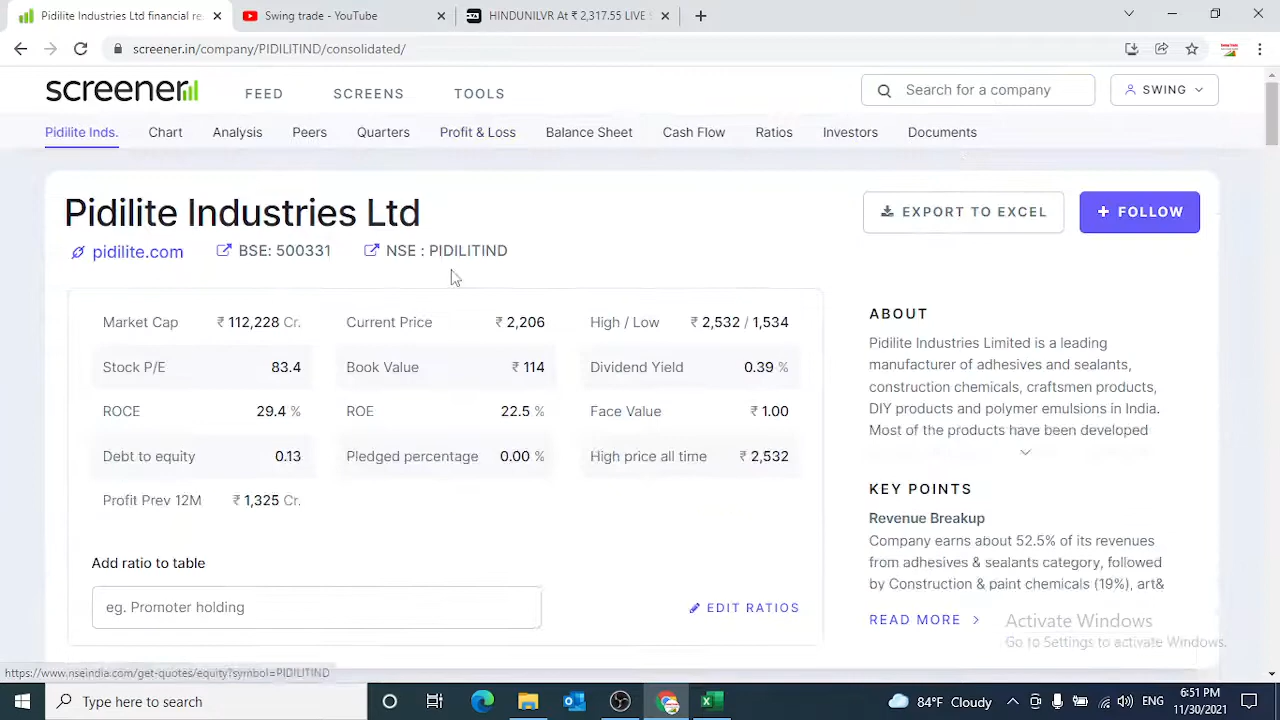 Pidilite Industries Ltd financial re
Swing trade - YouTube
HINDUNILVR At ₹ 2,317.55 LIVE
screener.in/company/PIDILITIND/consolidated/
screener
FEED
SCREENS
TOOLS
Search for a company
SWING
Pidilite Inds.
Chart
Analysis
Peers
Quarters
Profit & Loss
Balance Sheet
Cash Flow
Ratios
Investors
Documents
Pidilite Industries Ltd
EXPORT TO EXCEL
+ FOLLOW
pidilite.com
BSE: 500331
NSE : PIDILITIND
Market Cap ₹ 112,228 Cr.
Current Price ₹ 2,206
High / Low ₹ 2,532 / 1,534
Stock P/E 83.4
Book Value ₹ 114
Dividend Yield 0.39 %
ROCE 29.4 %
ROE 22.5 %
Face Value ₹ 1.00
Debt to equity 0.13
Pledged percentage 0.00 %
High price all time ₹ 2,532
Profit Prev 12M ₹ 1,325 Cr.
Add ratio to table
eg. Promoter holding
EDIT RATIOS
ABOUT
Pidilite Industries Limited is a leading
manufacturer of adhesives and sealants,
construction chemicals, craftsmen products,
DIY products and polymer emulsions in India.
Most of the products have been developed
KEY POINTS
Revenue Breakup
Company earns about 52.5% of its revenues
from adhesives & sealants category, followed
by Construction & paint chemicals (19%), art&
READ MORE
Activate Windows
Go to Settings to activate Windows.
https://www.nseindia.com/get-quotes/equity?symbol=PIDILITIND
Type here to search
84°F Cloudy
ENG
6:51 PM
11/30/2021